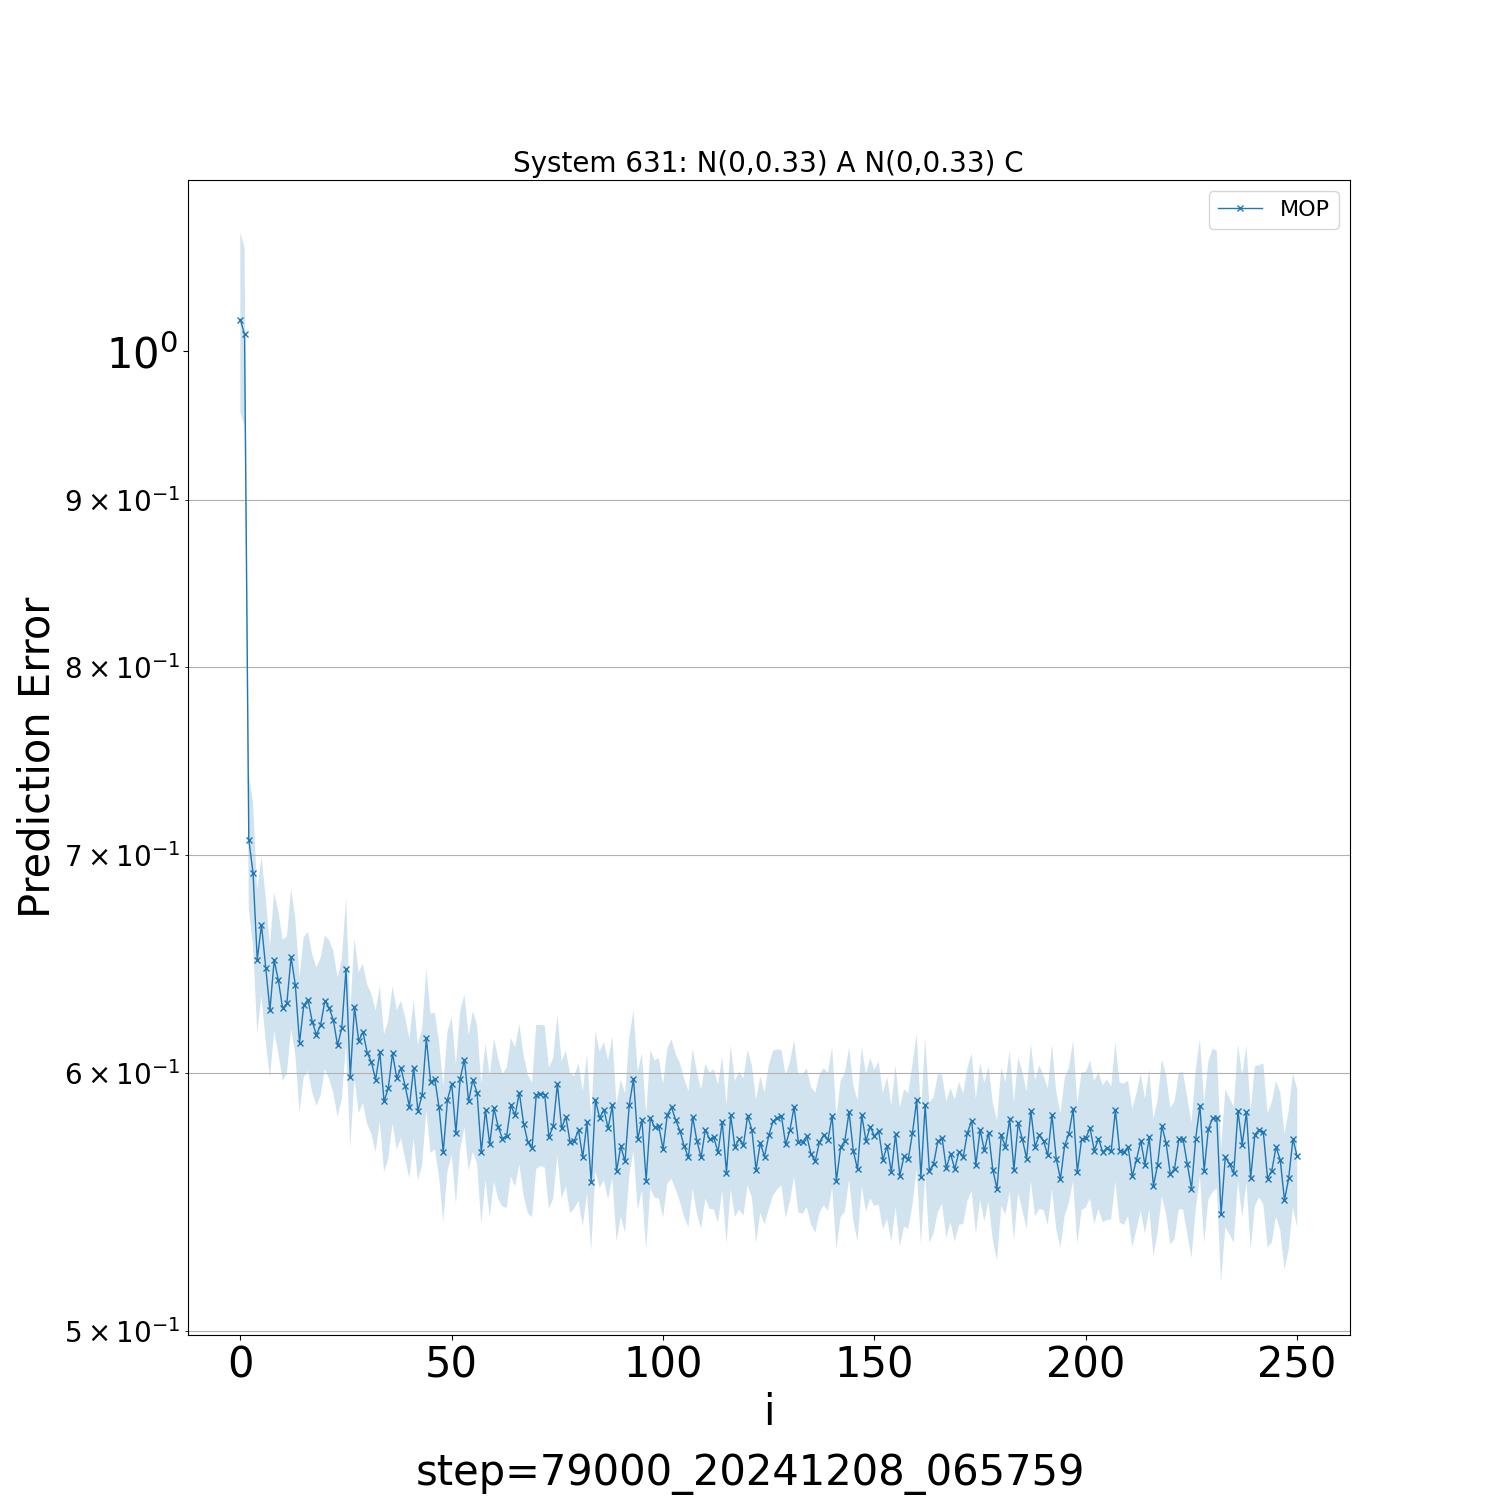 System 631: N(0,0.33) A N(0,0.33) C
MOP
10⁰
9 × 10⁻¹
8 × 10⁻¹
7 × 10⁻¹
6 × 10⁻¹
5 × 10⁻¹
Prediction Error
0 50 100 150 200 250
i
step=79000_20241208_065759